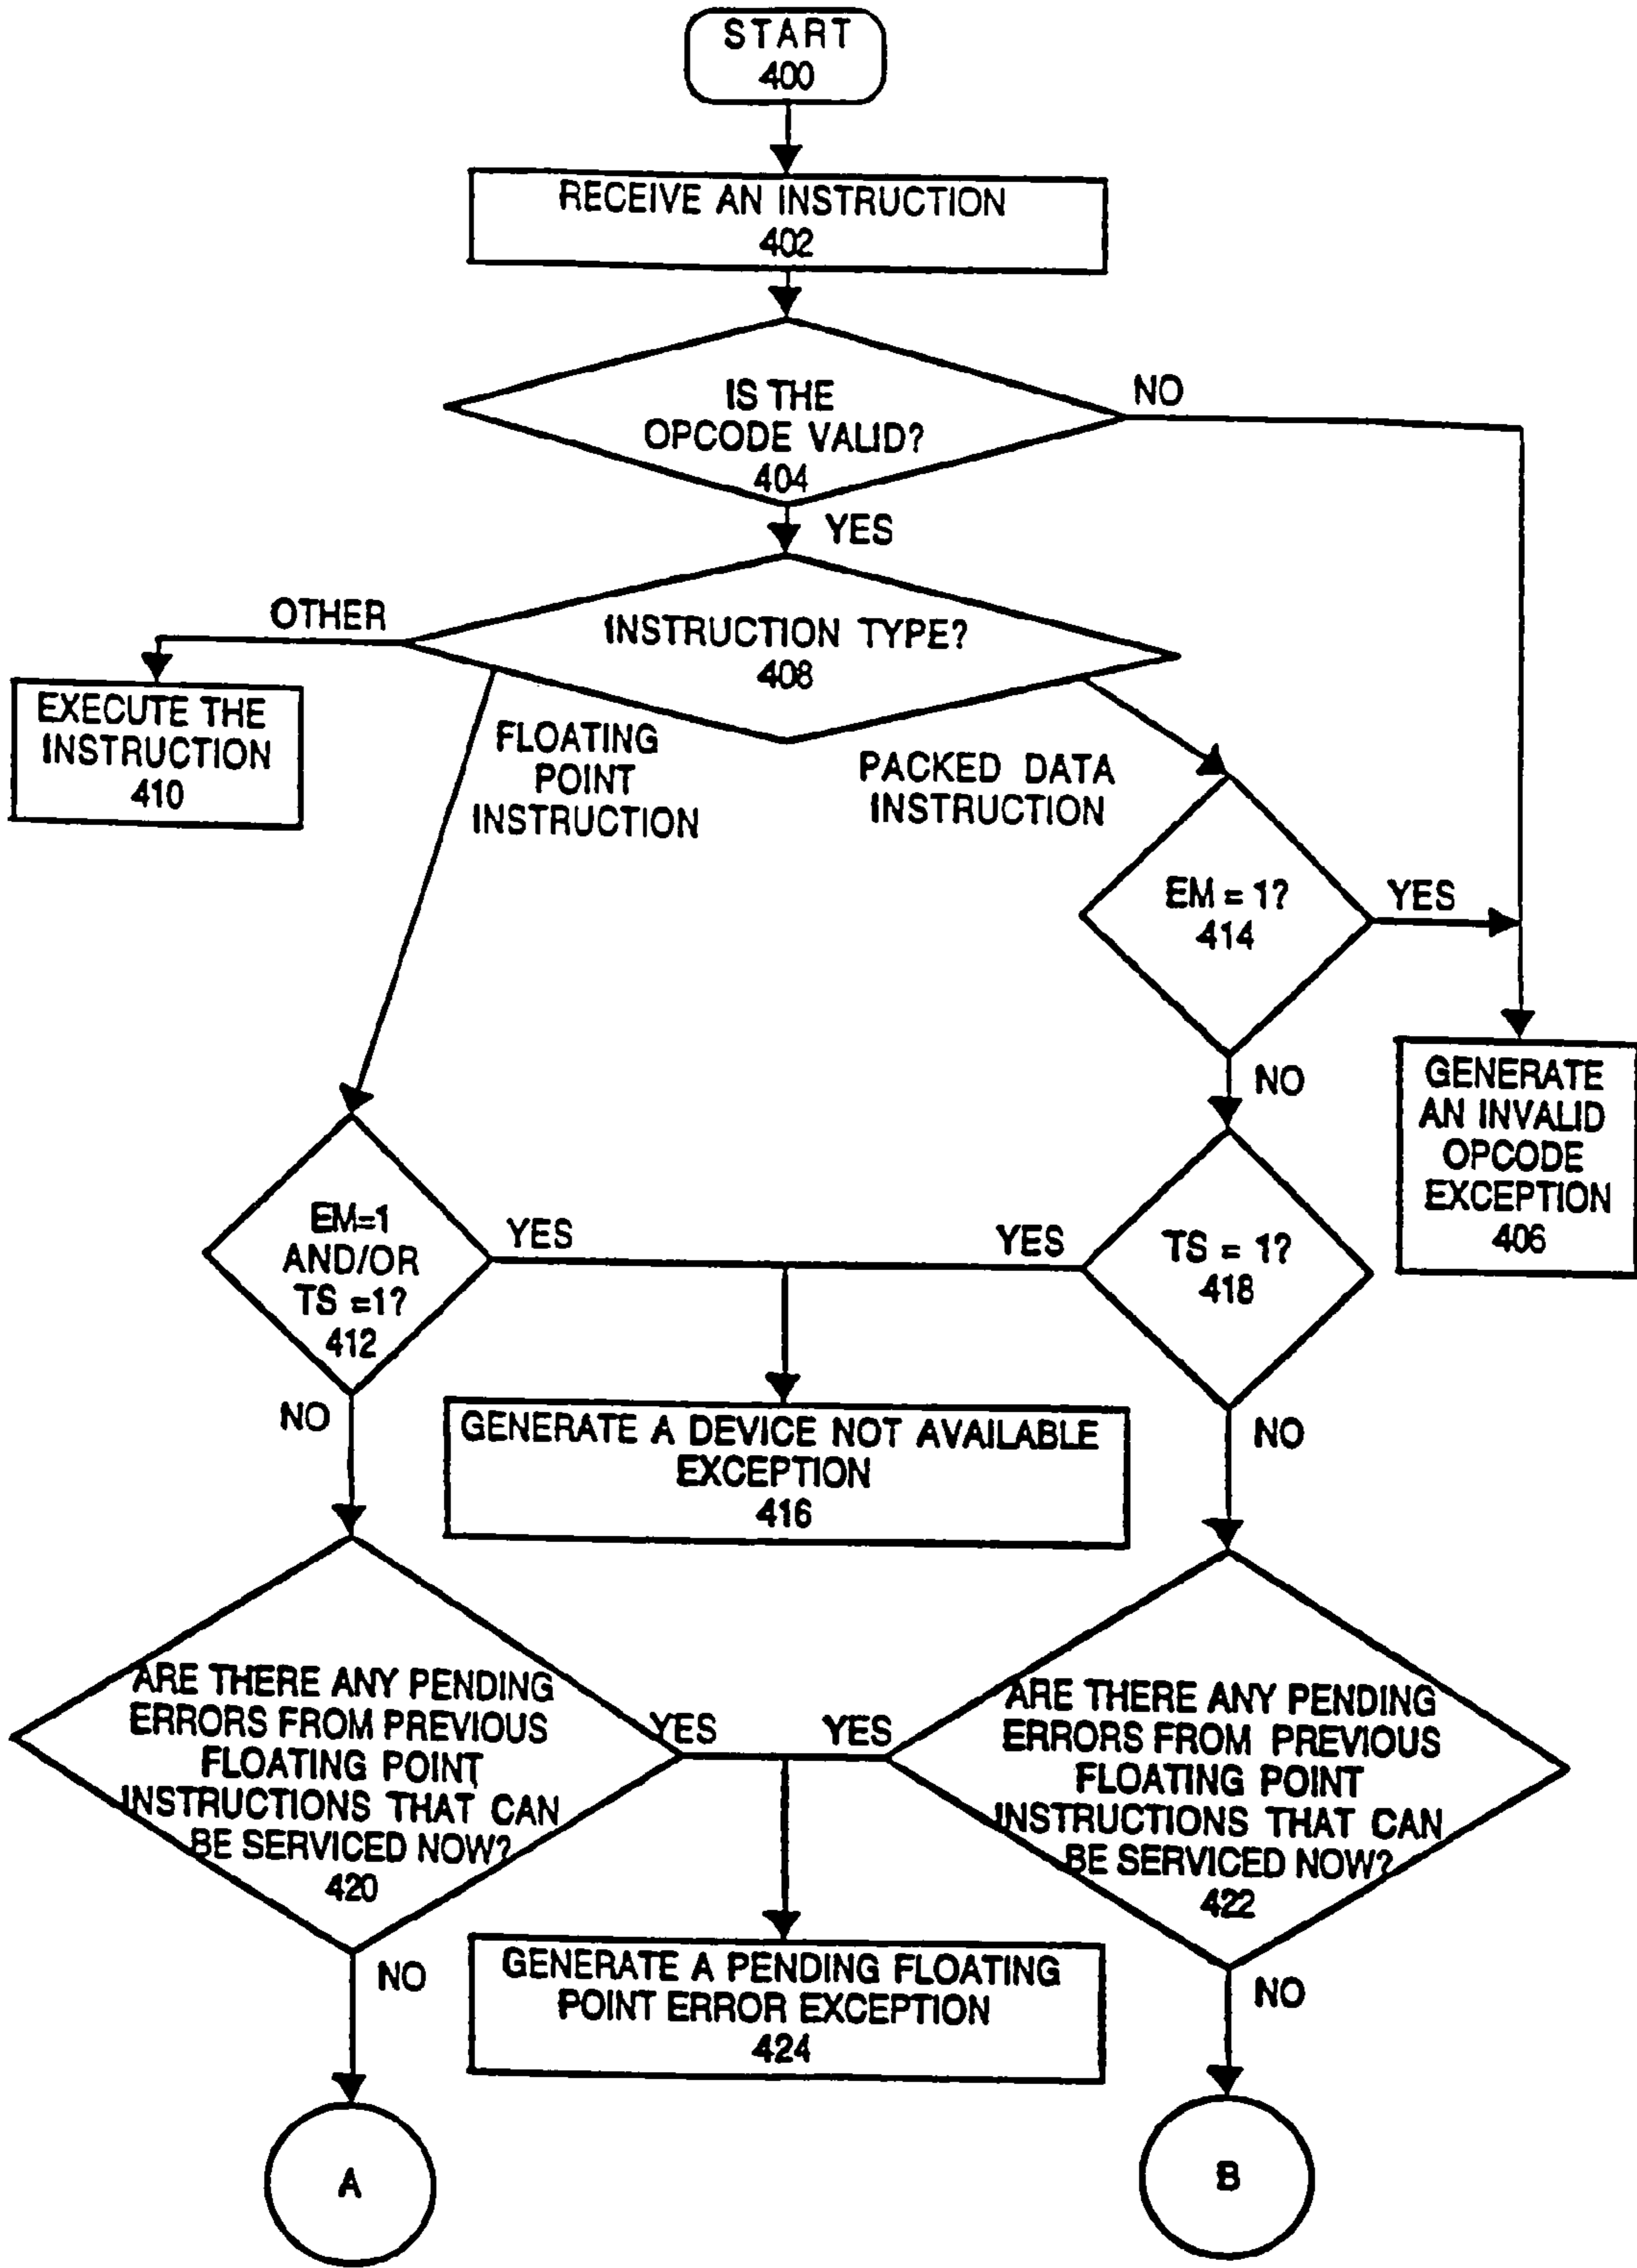 START
400
RECEIVE AN INSTRUCTION
402
IS THE
OPCODE VALID?
404
NO
YES
OTHER
INSTRUCTION TYPE?
408
EXECUTE THE
INSTRUCTION
410
FLOATING
POINT
INSTRUCTION
PACKED DATA
INSTRUCTION
EM = 1?
414
YES
NO
GENERATE
AN INVALID
OPCODE
EXCEPTION
406
EM=1
AND/OR
TS =1?
412
YES
YES
TS = 1?
418
NO
GENERATE A DEVICE NOT AVAILABLE
EXCEPTION
416
NO
ARE THERE ANY PENDING
ERRORS FROM PREVIOUS
FLOATING POINT
INSTRUCTIONS THAT CAN
BE SERVICED NOW?
420
YES
YES
ARE THERE ANY PENDING
ERRORS FROM PREVIOUS
FLOATING POINT
INSTRUCTIONS THAT CAN
BE SERVICED NOW?
422
NO
GENERATE A PENDING FLOATING
POINT ERROR EXCEPTION
424
NO
A
B